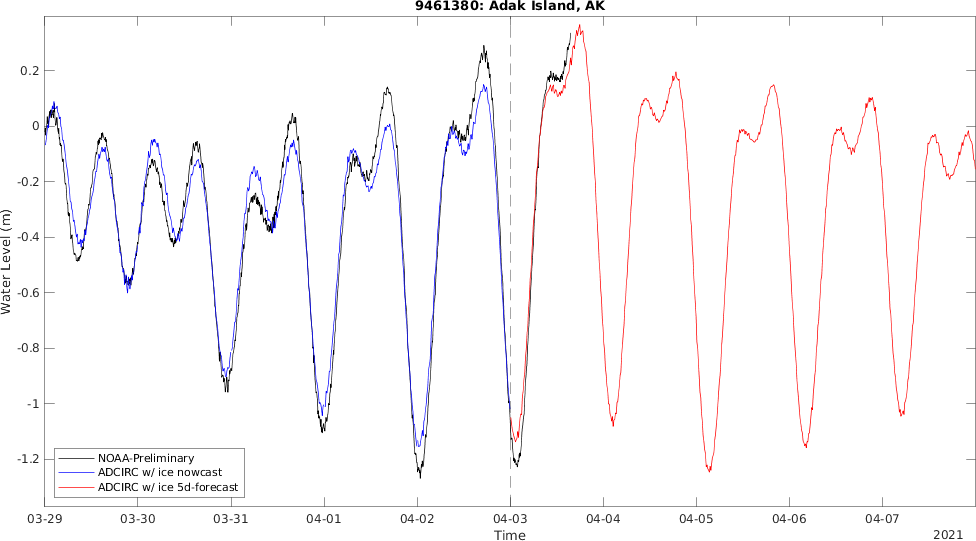 9461380: Adak Island, AK
0.2
0
-0.2
-0.4
-0.6
-0.8
-1
-1.2
Water Level (m)
NOAA-Preliminary
ADCIRC w/ ice nowcast
ADCIRC w/ ice 5d-forecast
03-29 03-30 03-31 04-01 04-02 04-03 04-04 04-05 04-06 04-07
Time
2021